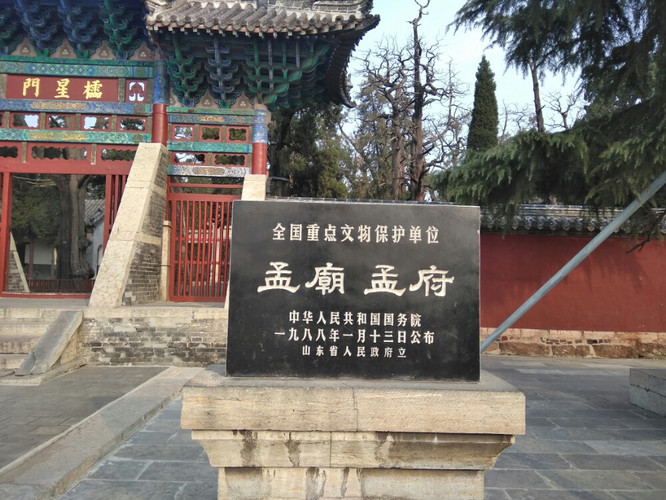 櫺星門
全国重点文物保护单位
孟廟 孟府
中华人民共和国国务院
一九八八年一月十三日公布
山东省人民政府立